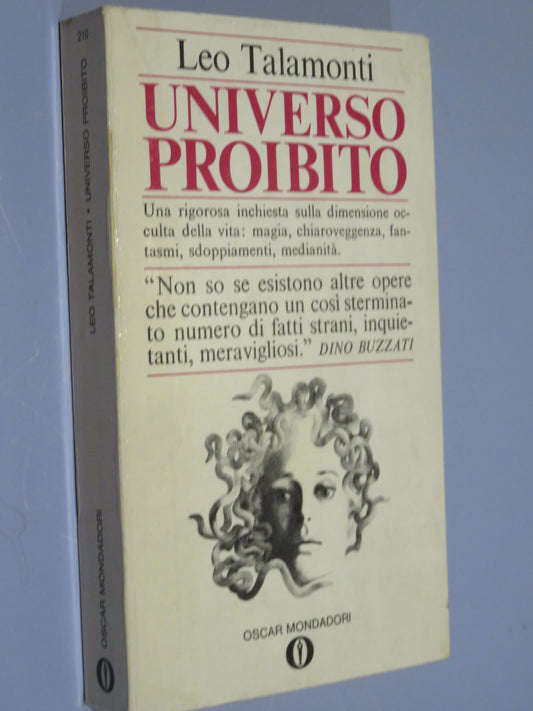 Leo Talamonti
UNIVERSO
PROIBITO
Una rigorosa inchiesta sulla dimensione oc-
culta della vita: magia, chiaroveggenza, fan-
tasmi, sdoppiamenti, medianità.
“Non so se esistono altre opere
che contengano un così stermina-
to numero di fatti strani, inquie-
tanti, meravigliosi.” DINO BUZZATI
OSCAR MONDADORI
210
LEO TALAMONTI • UNIVERSO PROIBITO
OSCAR MONDADORI